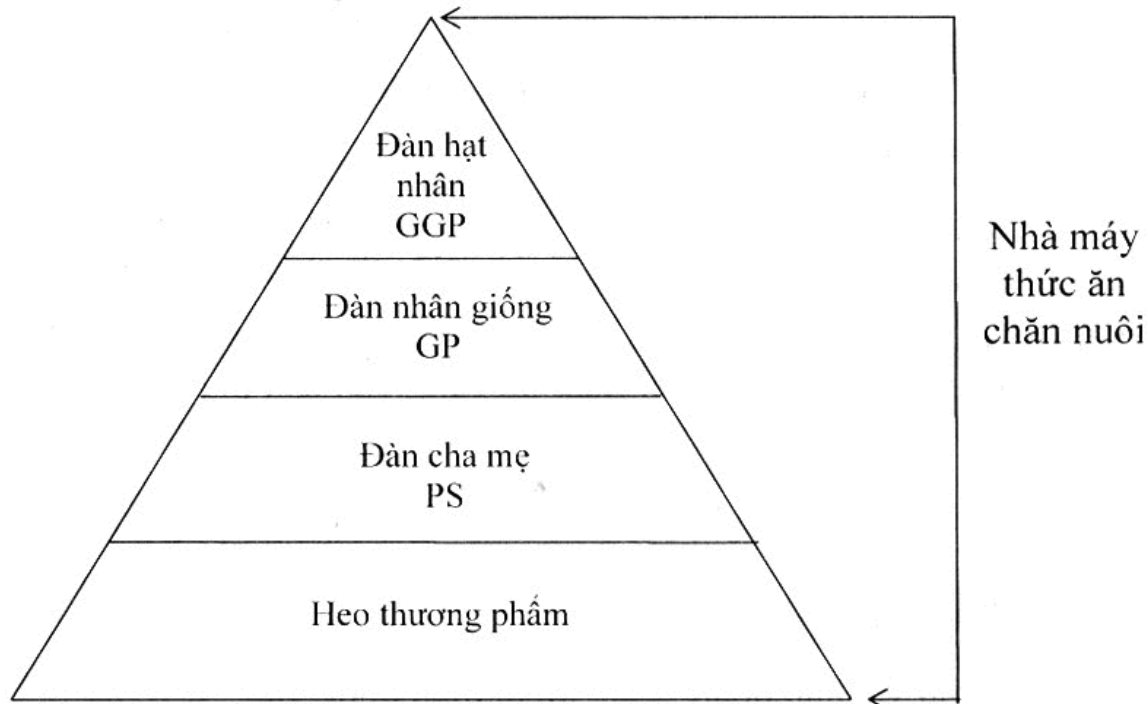 Đàn hạt
nhân
GGP
Đàn nhân giống
GP
Đàn cha mẹ
PS
Heo thương phẩm
Nhà máy
thức ăn
chăn nuôi